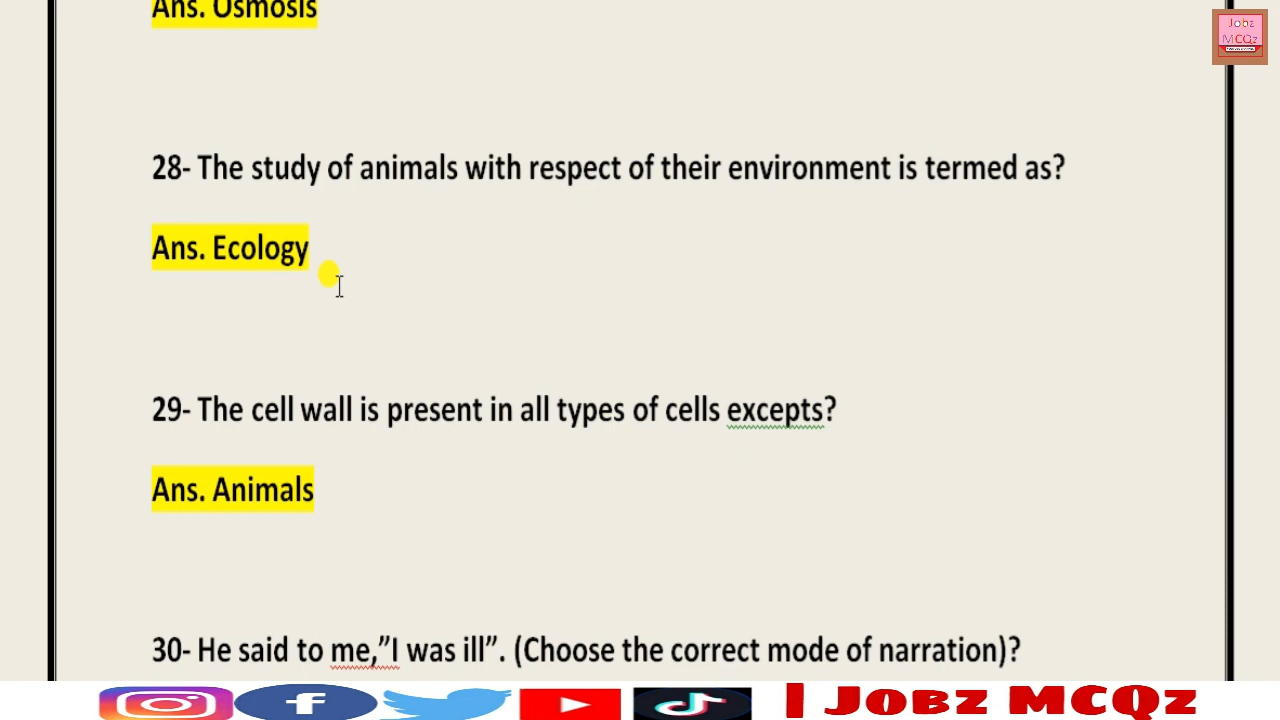 Ans. Osmosis
Jobz
MCQz
28- The study of animals with respect of their environment is termed as?
Ans. Ecology
29- The cell wall is present in all types of cells excepts?
Ans. Animals
30- He said to me,”I was ill”. (Choose the correct mode of narration)?
| Jobz MCQz